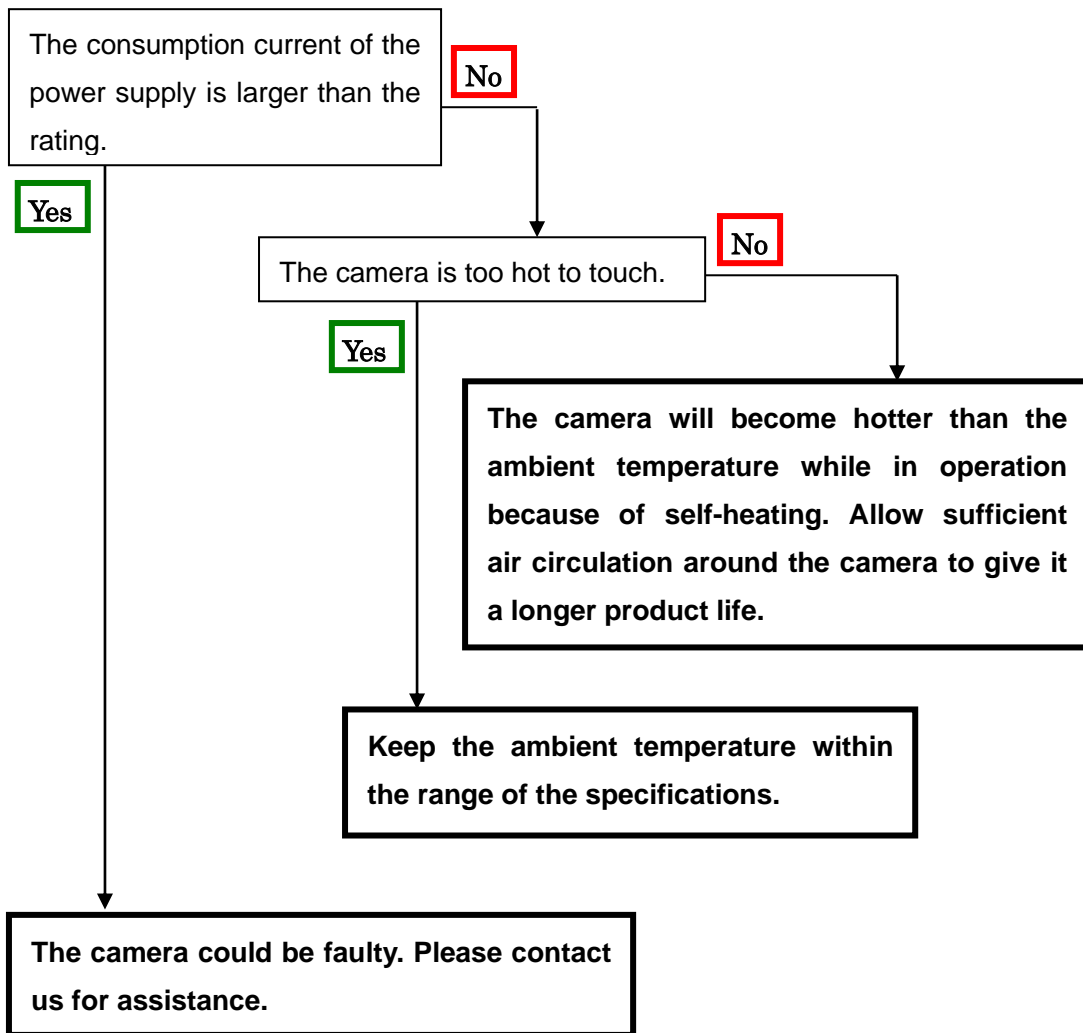 The consumption current of the
power supply is larger than the
rating.
No
Yes
The camera is too hot to touch.
No
Yes
The camera will become hotter than the
ambient temperature while in operation
because of self-heating. Allow sufficient
air circulation around the camera to give it
a longer product life.
Keep the ambient temperature within
the range of the specifications.
The camera could be faulty. Please contact
us for assistance.